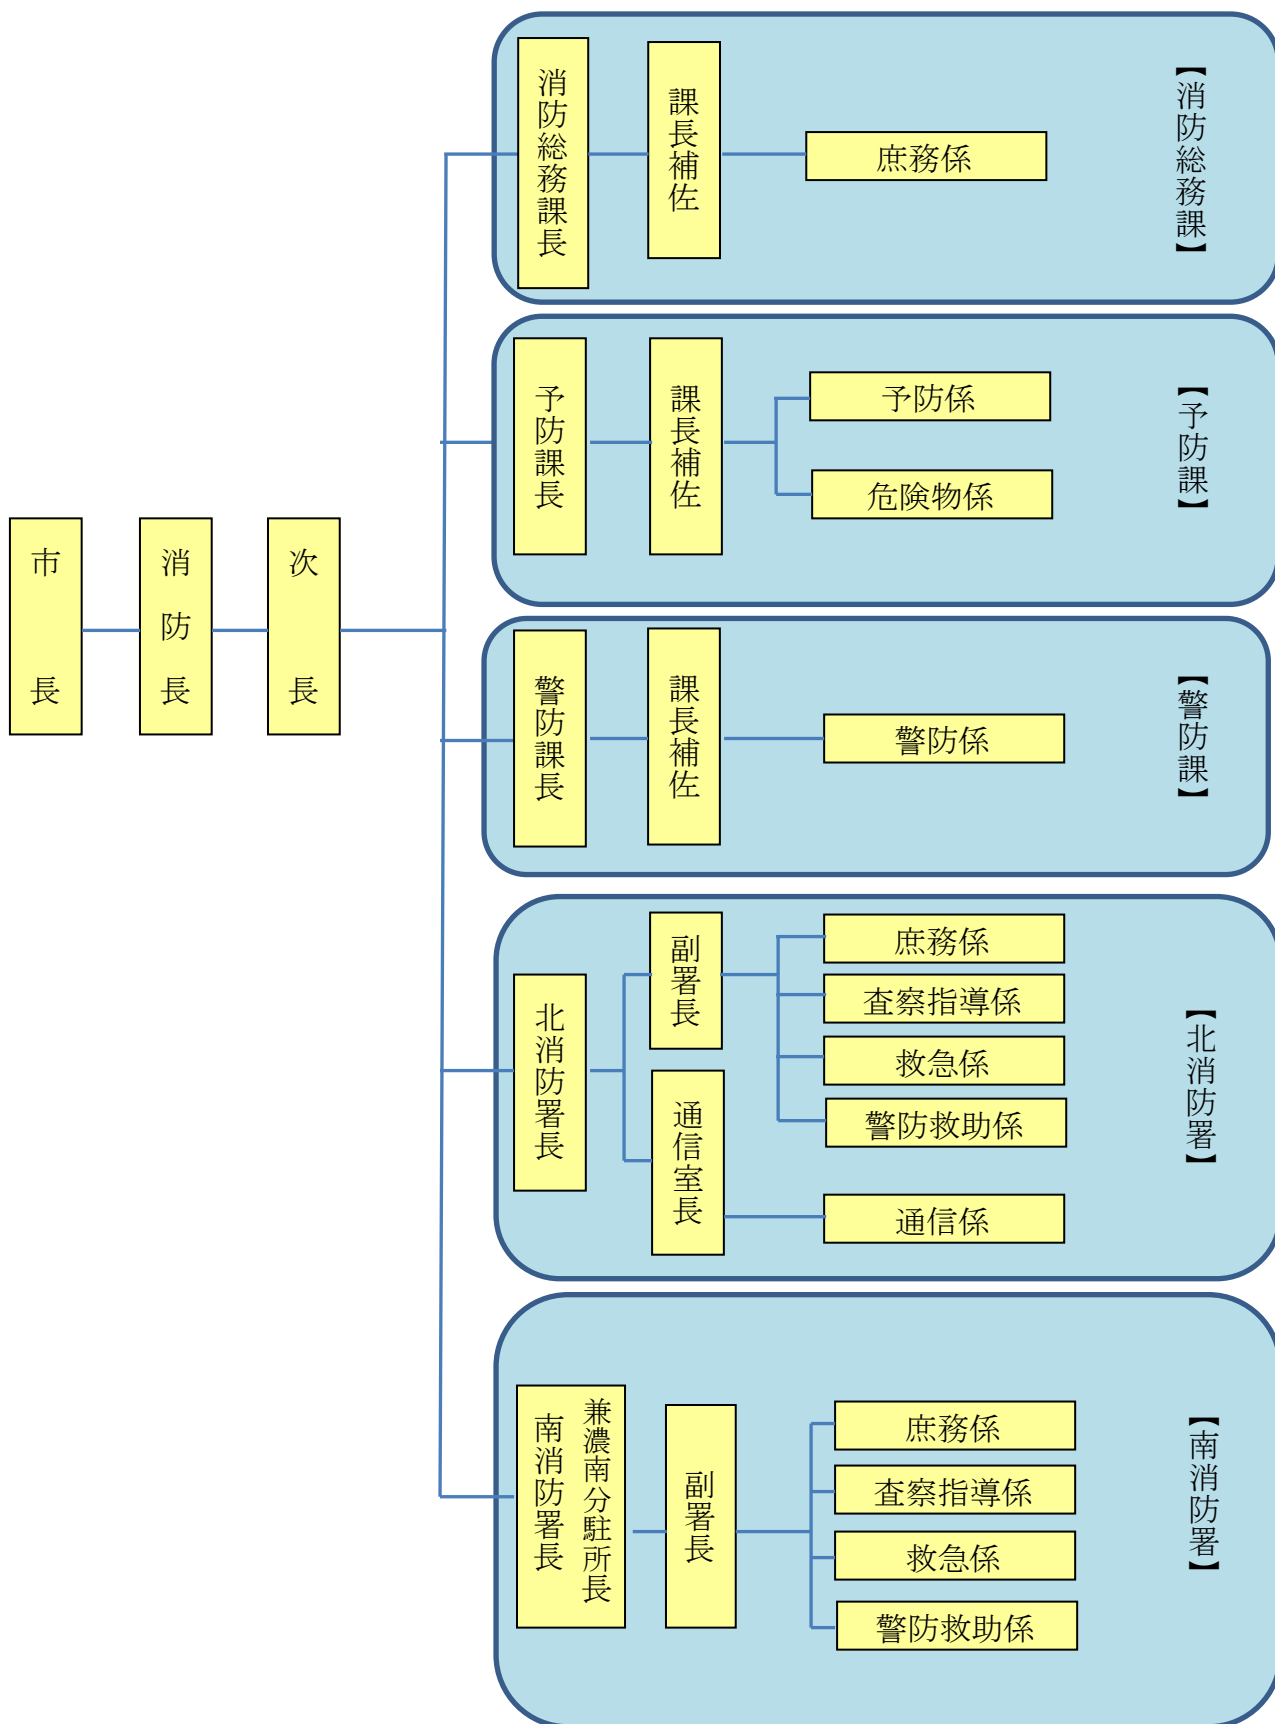 市長
消防長
次長
消防総務課長
課長補佐
庶務係
【消防総務課】
予防課長
課長補佐
予防係
危険物係
【予防課】
警防課長
課長補佐
警防係
【警防課】
北消防署長
副署長
庶務係
査察指導係
救急係
警防救助係
通信室長
通信係
【北消防署】
南消防署長
兼濃南分駐所長
副署長
庶務係
査察指導係
救急係
警防救助係
【南消防署】